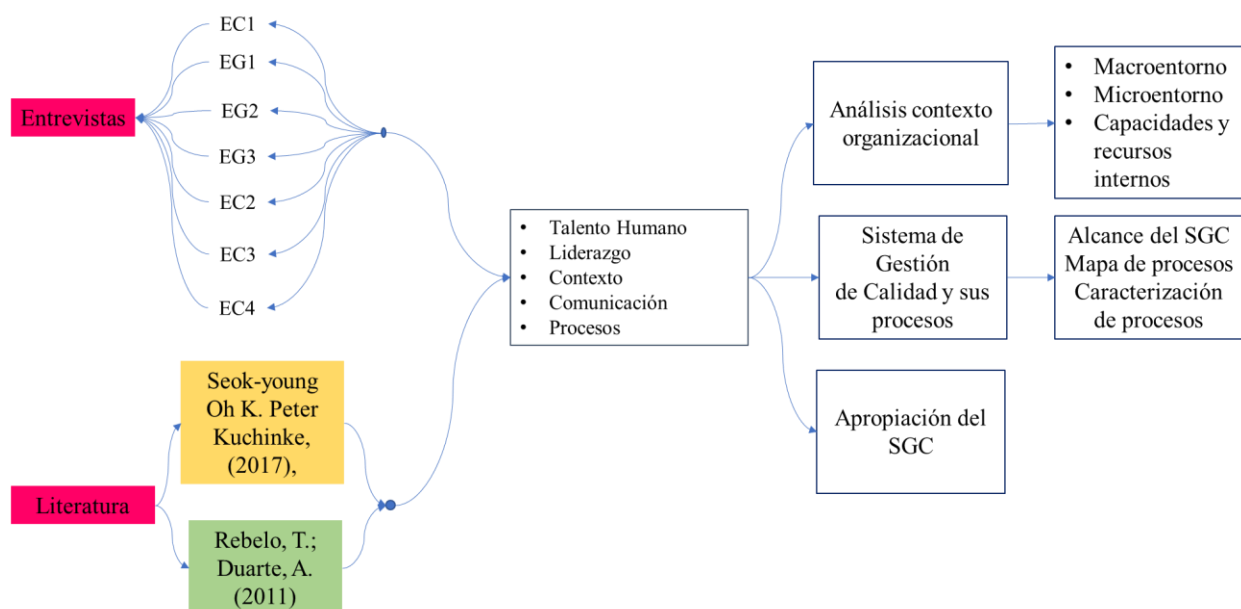 Entrevistas
EC1
EG1
EG2
EG3
EC2
EC3
EC4
Literatura
Seok-young
Oh K. Peter
Kuchinke,
(2017),
Rebelo, T.;
Duarte, A.
(2011)
• Talento Humano
• Liderazgo
• Contexto
• Comunicación
• Procesos
Análisis contexto
organizacional
• Macroentorno
• Microentorno
• Capacidades y
recursos
internos
Sistema de
Gestión
de Calidad y sus
procesos
Alcance del SGC
Mapa de procesos
Caracterización
de procesos
Apropiación del
SGC